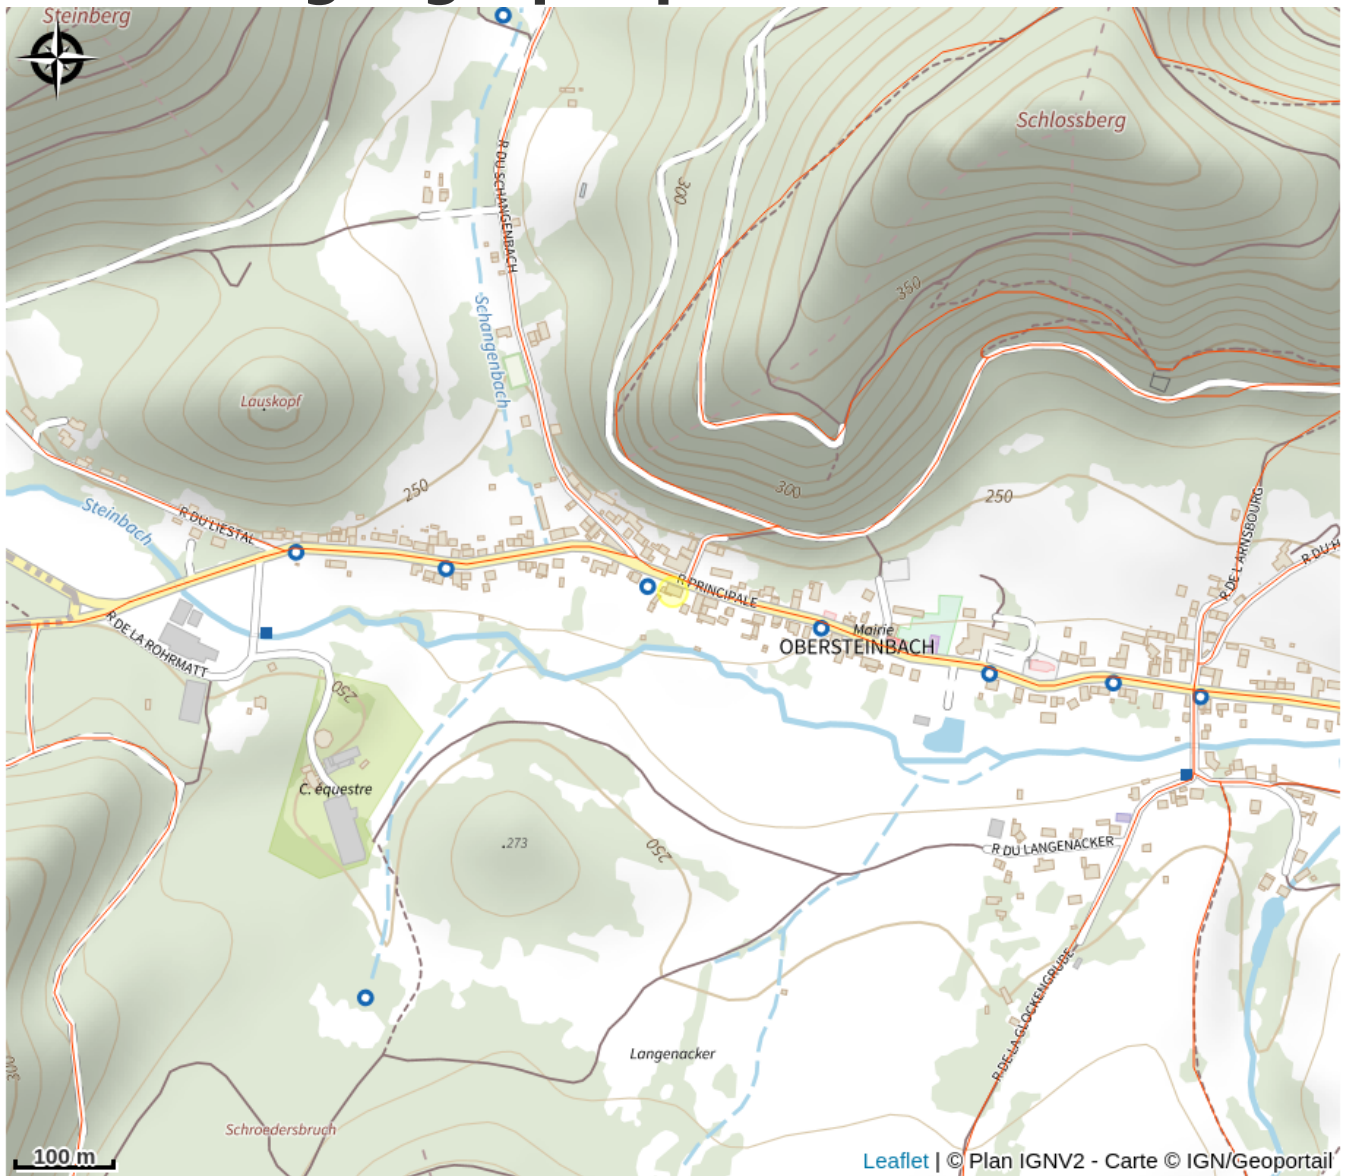 Steinberg
Schlossberg
300
R DU SCHANGENBACH
350
Schangenbach
Lauskopf
250
300
250
Steinbach
R DU LIESTAL
R DE L'ARNSBOURG
R DU H
R PRINCIPALE
Mairie
OBERSTEINBACH
R DE LA ROHRMATT
250
C. équestre
.273
250
R DU LANGENACKER
R DE LA GLOCKENGRUBE
Langenacker
300
Schroedersbruch
100 m
Leaflet | © Plan IGNV2 - Carte © IGN/Geoportail